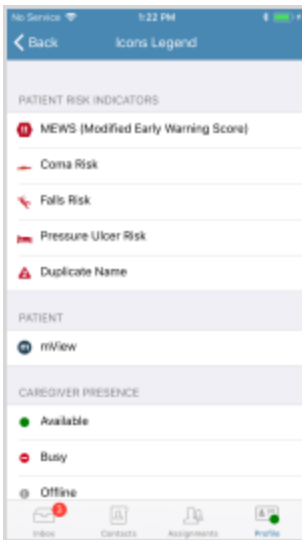 No Service 1:22 PM
Back Icons Legend
PATIENT RISK INDICATORS
MEWS (Modified Early Warning Score)
Coma Risk
Falls Risk
Pressure Ulcer Risk
Duplicate Name
PATIENT
mView
CAREGIVER PRESENCE
Available
Busy
Offline
Inbox Contacts Assignments Profile